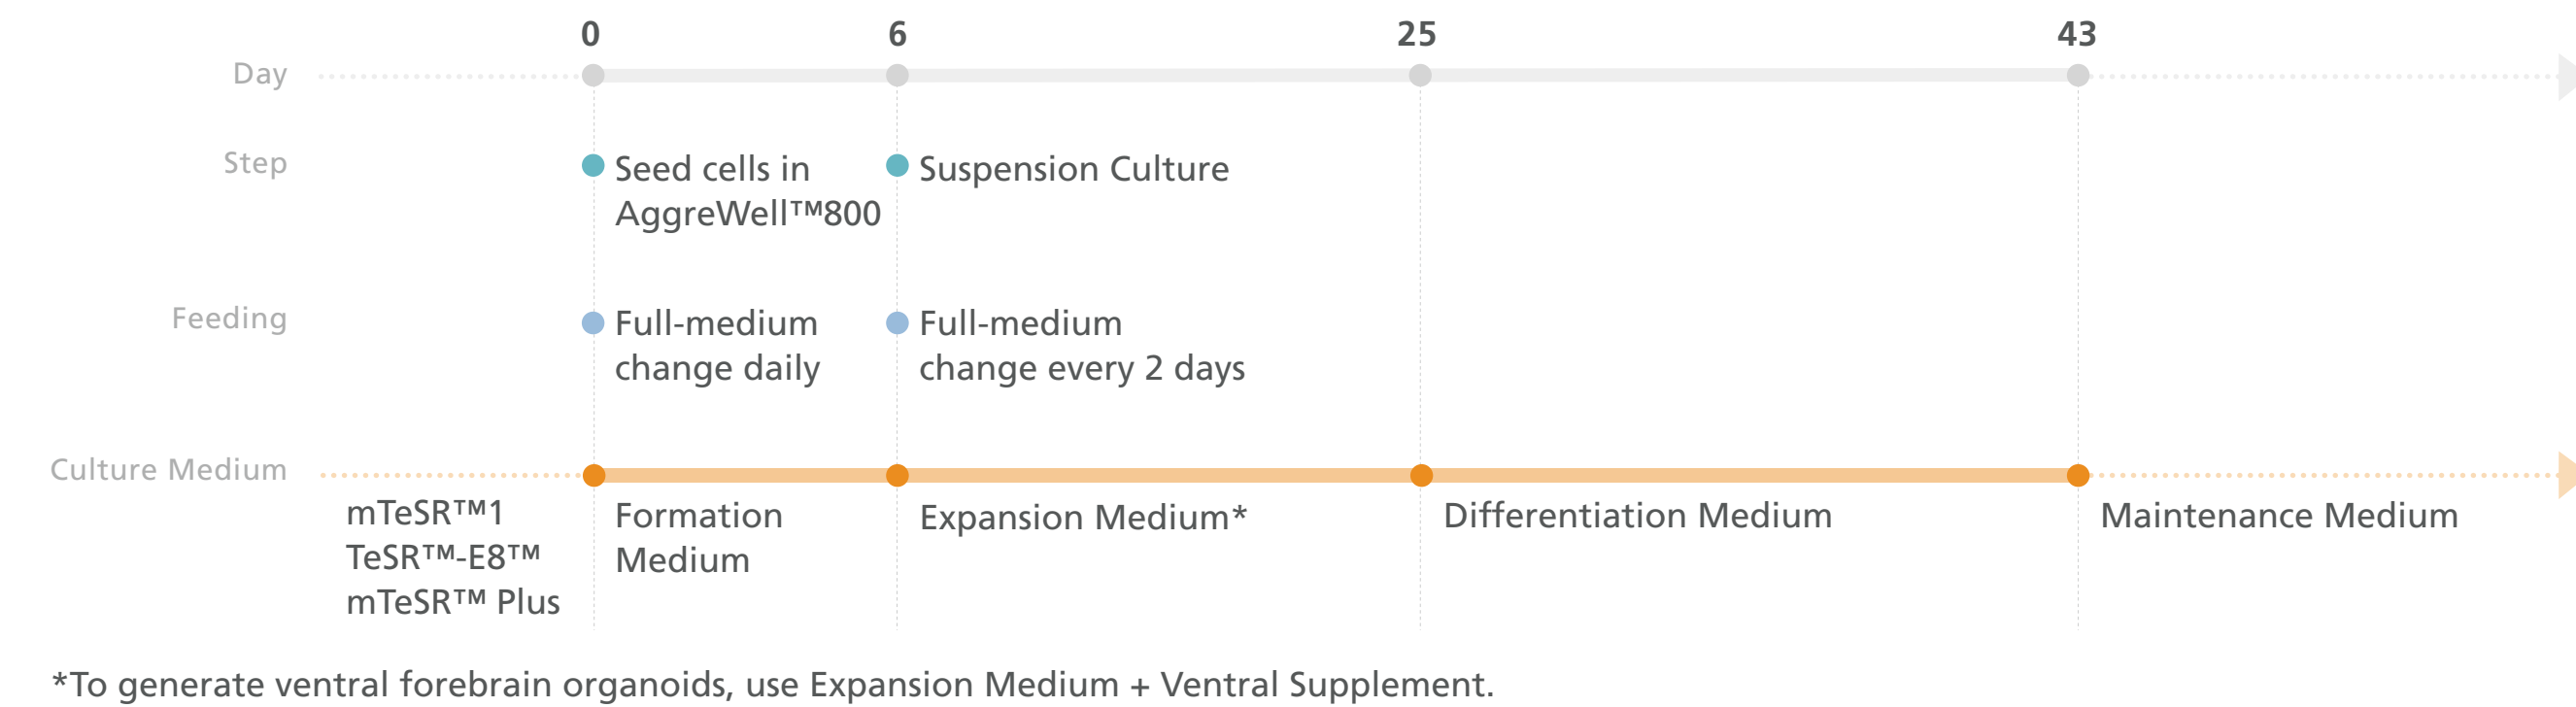 0 6 25 43
Day
Step
Seed cells in
AggreWell™800
Suspension Culture
Feeding
Full-medium
change daily
Full-medium
change every 2 days
Culture Medium
mTeSR™1
TeSR™-E8™
mTeSR™ Plus
Formation
Medium
Expansion Medium*
Differentiation Medium
Maintenance Medium
*To generate ventral forebrain organoids, use Expansion Medium + Ventral Supplement.